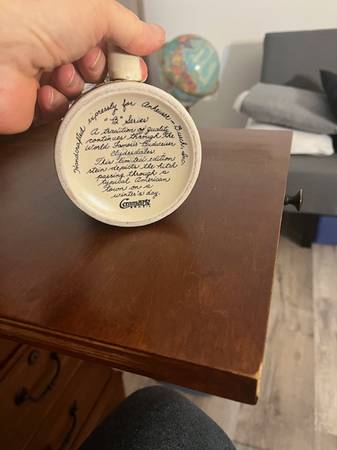 Handcrafted expressly for Anheuser-Busch, Inc.
"B" Series
A tradition of quality
continues through the
World Famous Budweiser
Clydesdales.
This limited edition
stein depicts the hitch
passing through a
typical American
town on a
winter's day.
Ceramarte